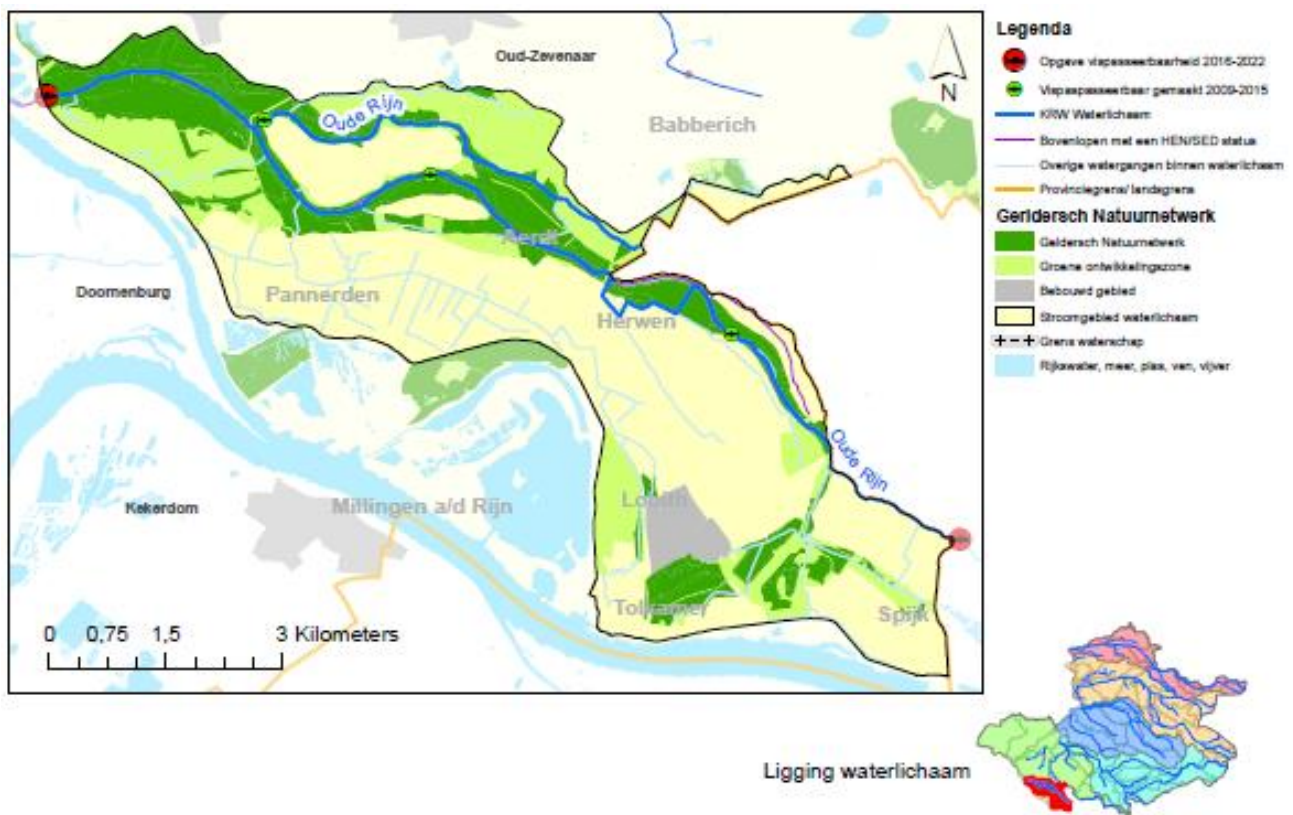 Oud-Zevenaar
N
Oude Rijn
Babberich
Aerdt
Doornenburg
Pannerden
Herwen
Oude Rijn
Kekerdom
Millingen a/d Rijn
Lobith
Tolkamer
Spijk
0 0,75 1,5 3 Kilometers
Legenda
Opgave vispasseerbaarheid 2016-2022
Vispaspasseerbaar gemaakt 2009-2015
KRW Waterlichaam
Bovenlopen met een HEN/SED status
Overige watergangen binnen waterlichaam
Provinciegrens/ landsgrens
Geldersch Natuurnetwerk
Geldersch Natuurnetwerk
Groene ontwikkelingszone
Bebouwd gebied
Stroomgebied waterlichaam
Grens waterschap
Rijkswater, meer, plas, ven, vijver
Ligging waterlichaam